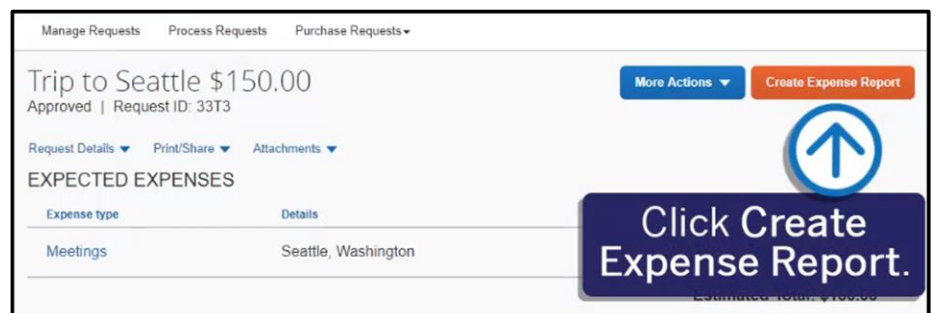 Manage Requests Process Requests Purchase Requests
Trip to Seattle $150.00
More Actions Create Expense Report
Approved | Request ID: 33T3
Request Details Print/Share Attachments
EXPECTED EXPENSES
Expense type Details
Meetings Seattle, Washington
Click Create
Expense Report.